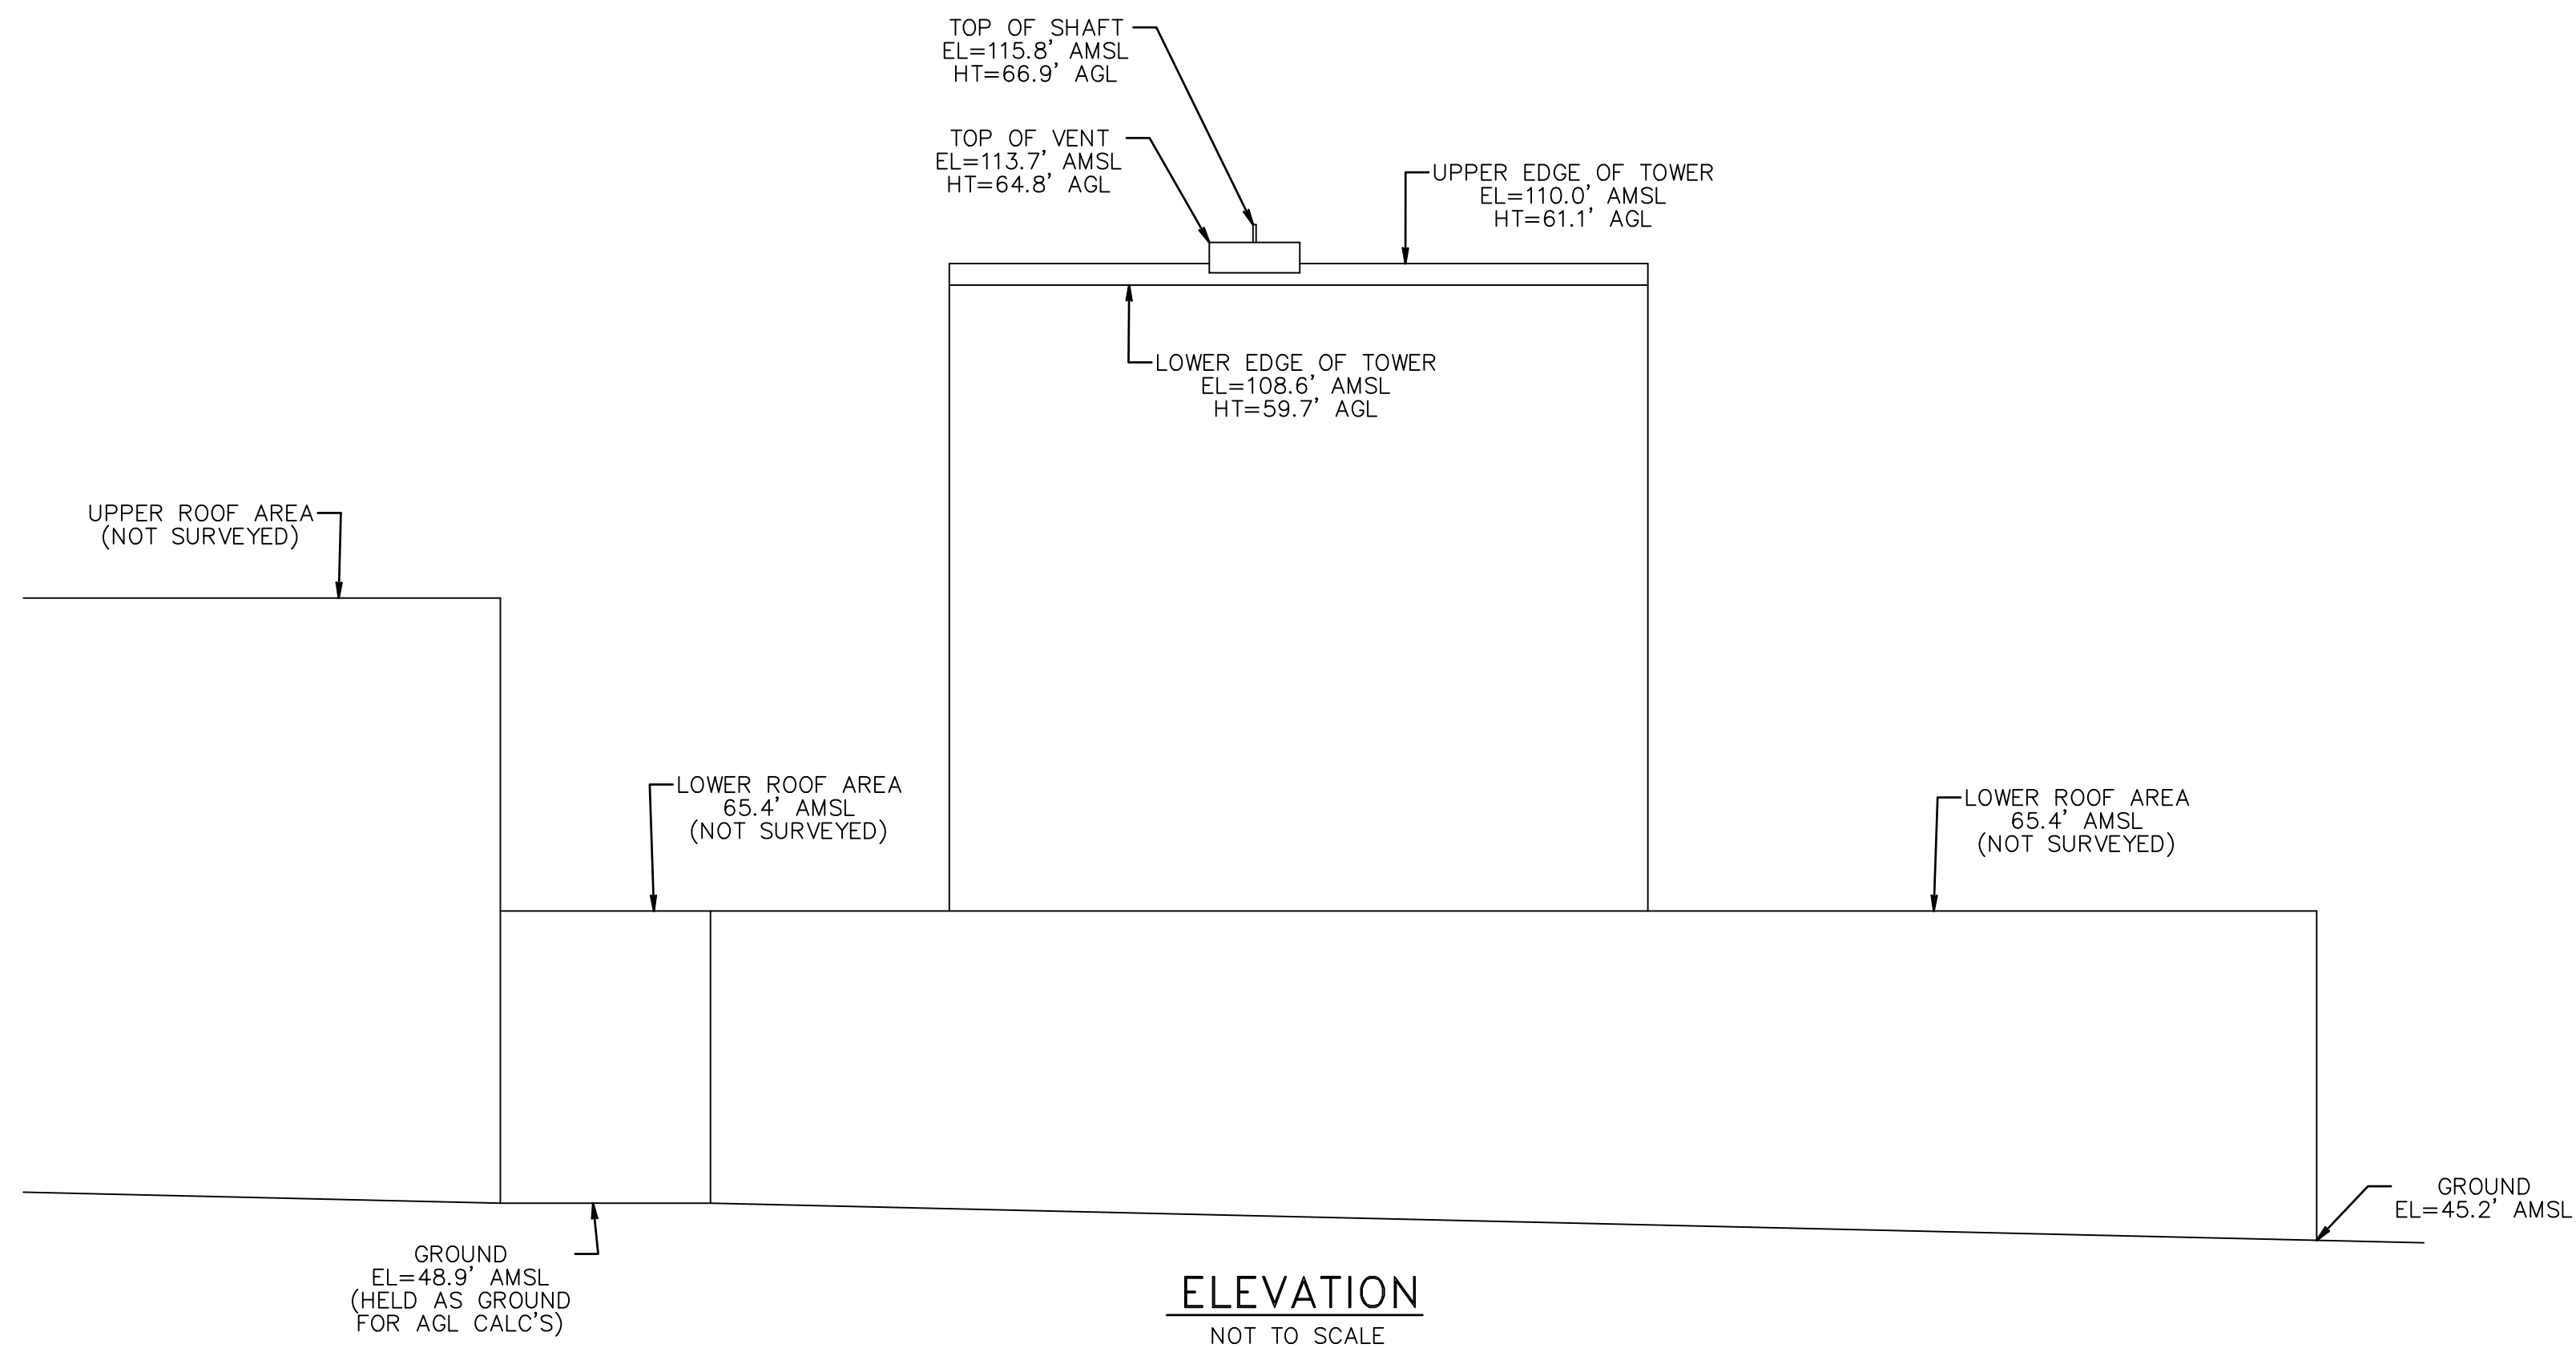 TOP OF SHAFT
EL=115.8' AMSL
HT=66.9' AGL
TOP OF VENT
EL=113.7' AMSL
HT=64.8' AGL
UPPER EDGE OF TOWER
EL=110.0' AMSL
HT=61.1' AGL
LOWER EDGE OF TOWER
EL=108.6' AMSL
HT=59.7' AGL
UPPER ROOF AREA
(NOT SURVEYED)
LOWER ROOF AREA
65.4' AMSL
(NOT SURVEYED)
LOWER ROOF AREA
65.4' AMSL
(NOT SURVEYED)
GROUND
EL=45.2' AMSL
GROUND
EL=48.9' AMSL
(HELD AS GROUND
FOR AGL CALC'S)
ELEVATION
NOT TO SCALE